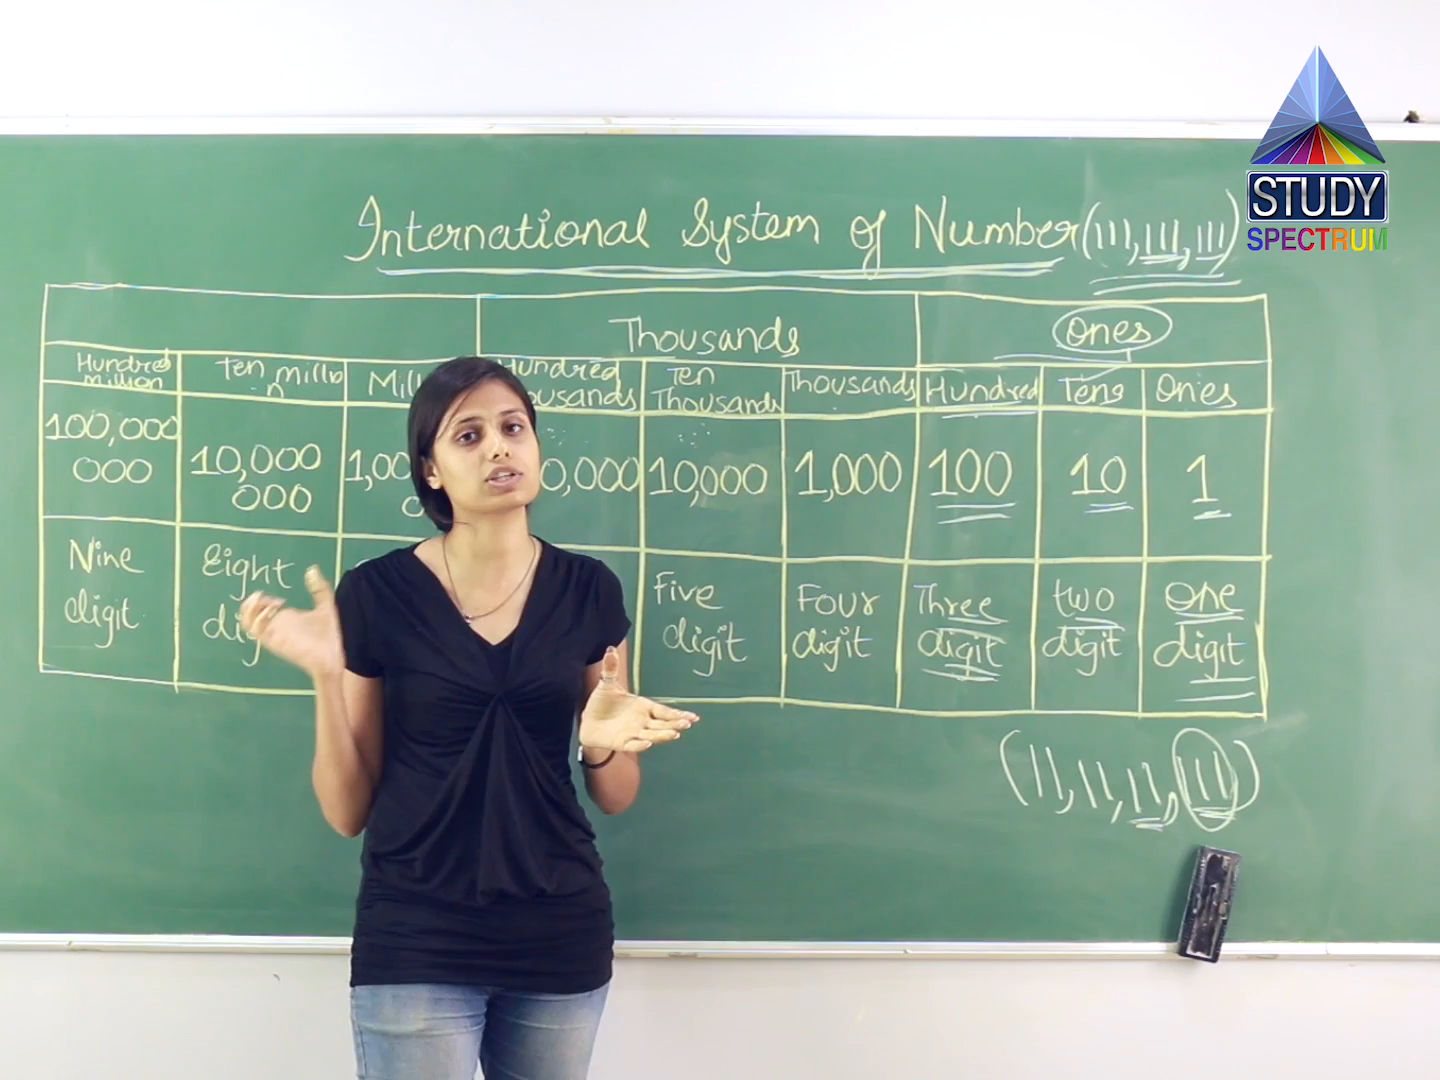 STUDY
SPECTRUM
International System of Number (111,111,111)
Thousands
Ones
Hundred
million
Ten millio
n
Hundred
Ten
Thousands
Thousands
Hundred
Tens
Ones
100,000
000
10,000
000
10,000
1,000
100
10
1
Nine
digit
Eight
Five
digit
Four
digit
Three
digit
two
digit
One
digit
(11,11,11,111)